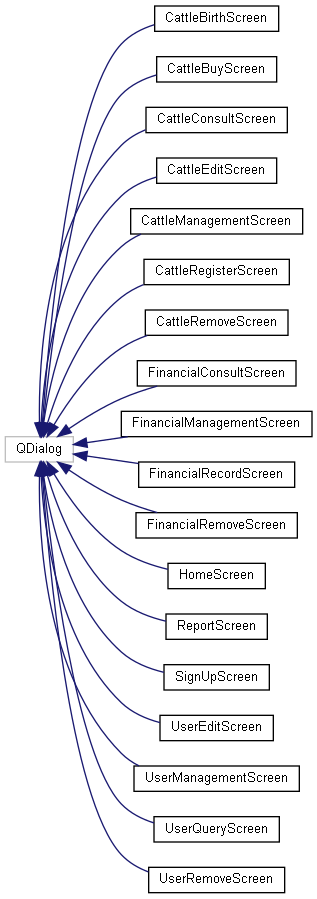 CattleBirthScreen
CattleBuyScreen
CattleConsultScreen
CattleEditScreen
CattleManagementScreen
CattleRegisterScreen
CattleRemoveScreen
FinancialConsultScreen
FinancialManagementScreen
QDialog
FinancialRecordScreen
FinancialRemoveScreen
HomeScreen
ReportScreen
SignUpScreen
UserEditScreen
UserManagementScreen
UserQueryScreen
UserRemoveScreen